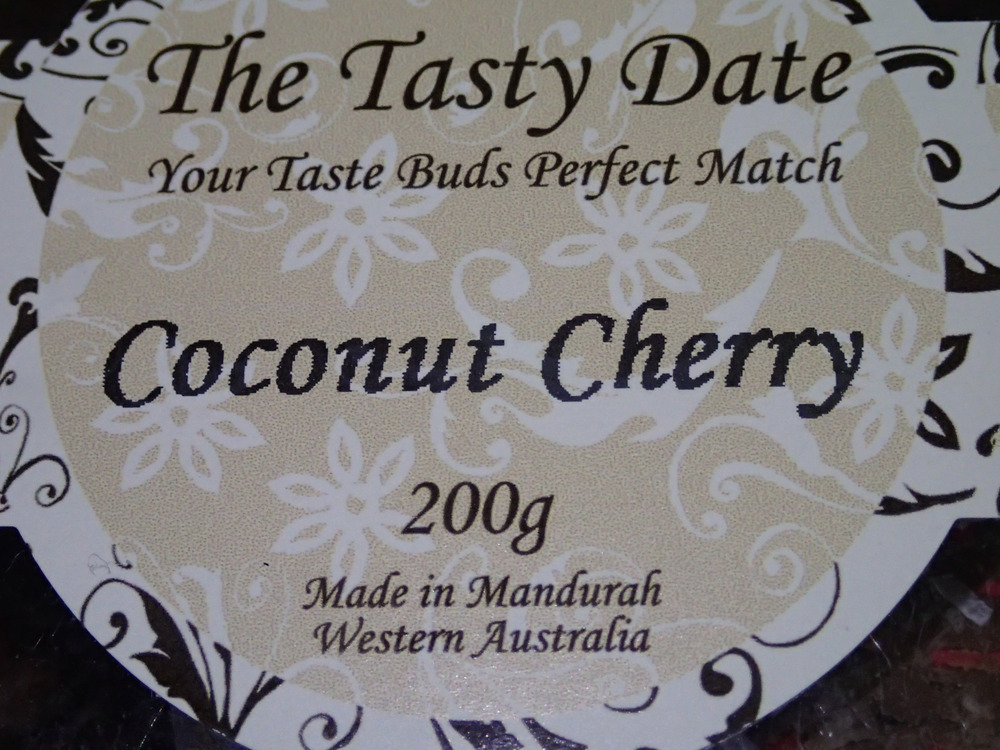 The Tasty Date
Your Taste Buds Perfect Match
Coconut Cherry
200g
Made in Mandurah
Western Australia